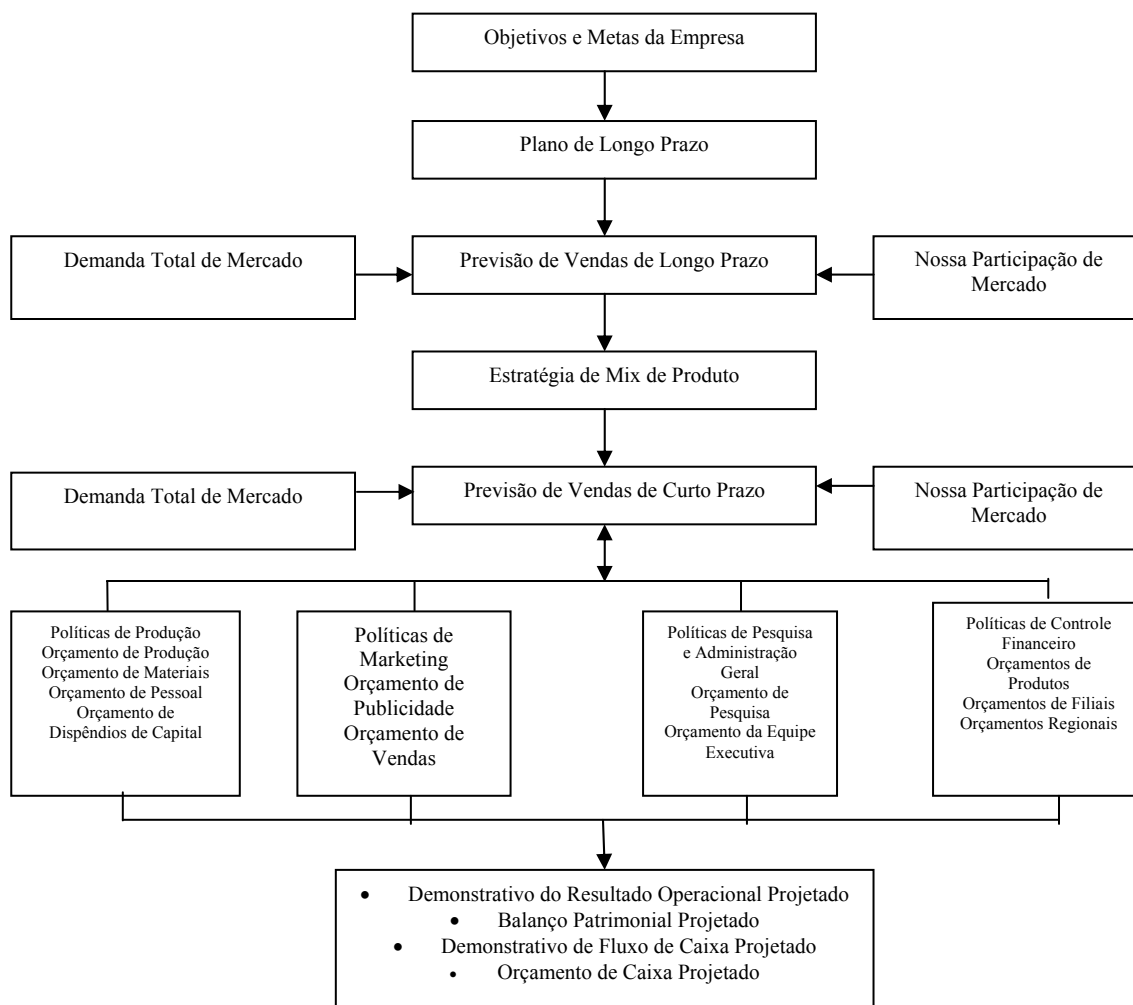 Objetivos e Metas da Empresa
Plano de Longo Prazo
Demanda Total de Mercado
Previsão de Vendas de Longo Prazo
Nossa Participação de
Mercado
Estratégia de Mix de Produto
Demanda Total de Mercado
Previsão de Vendas de Curto Prazo
Nossa Participação de
Mercado
Políticas de Produção
Orçamento de Produção
Orçamento de Materiais
Orçamento de Pessoal
Orçamento de
Dispêndios de Capital
Políticas de
Marketing
Orçamento de
Publicidade
Orçamento de
Vendas
Políticas de Pesquisa
e Administração
Geral
Orçamento de
Pesquisa
Orçamento da Equipe
Executiva
Políticas de Controle
Financeiro
Orçamentos de
Produtos
Orçamentos de Filiais
Orçamentos Regionais
• Demonstrativo do Resultado Operacional Projetado
• Balanço Patrimonial Projetado
• Demonstrativo de Fluxo de Caixa Projetado
• Orçamento de Caixa Projetado